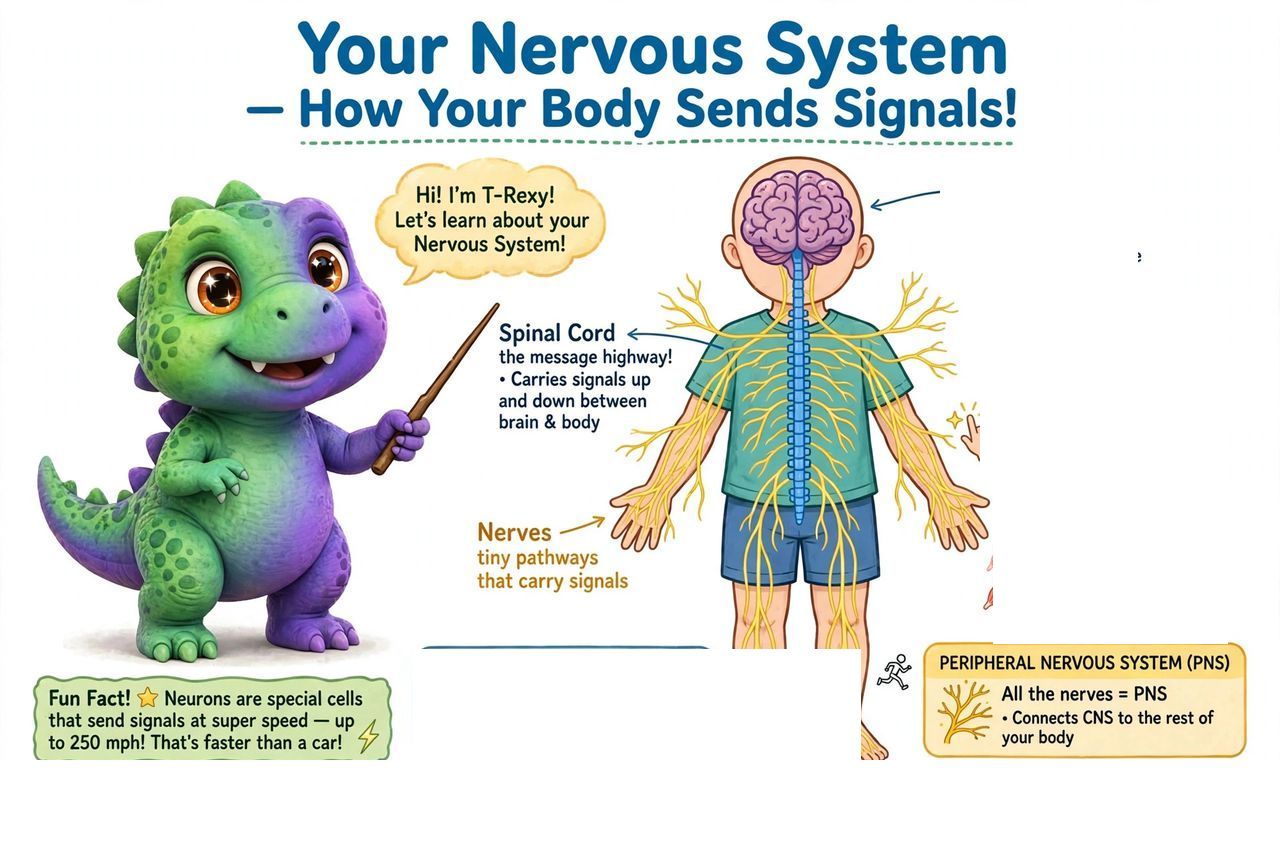 Your Nervous System
— How Your Body Sends Signals!
Hi! I'm T-Rexy!
Let's learn about your
Nervous System!
Spinal Cord
the message highway!
• Carries signals up
and down between
brain & body
Nerves
tiny pathways
that carry signals
Fun Fact! Neurons are special cells
that send signals at super speed — up
to 250 mph! That's faster than a car!
PERIPHERAL NERVOUS SYSTEM (PNS)
All the nerves = PNS
• Connects CNS to the rest of
your body